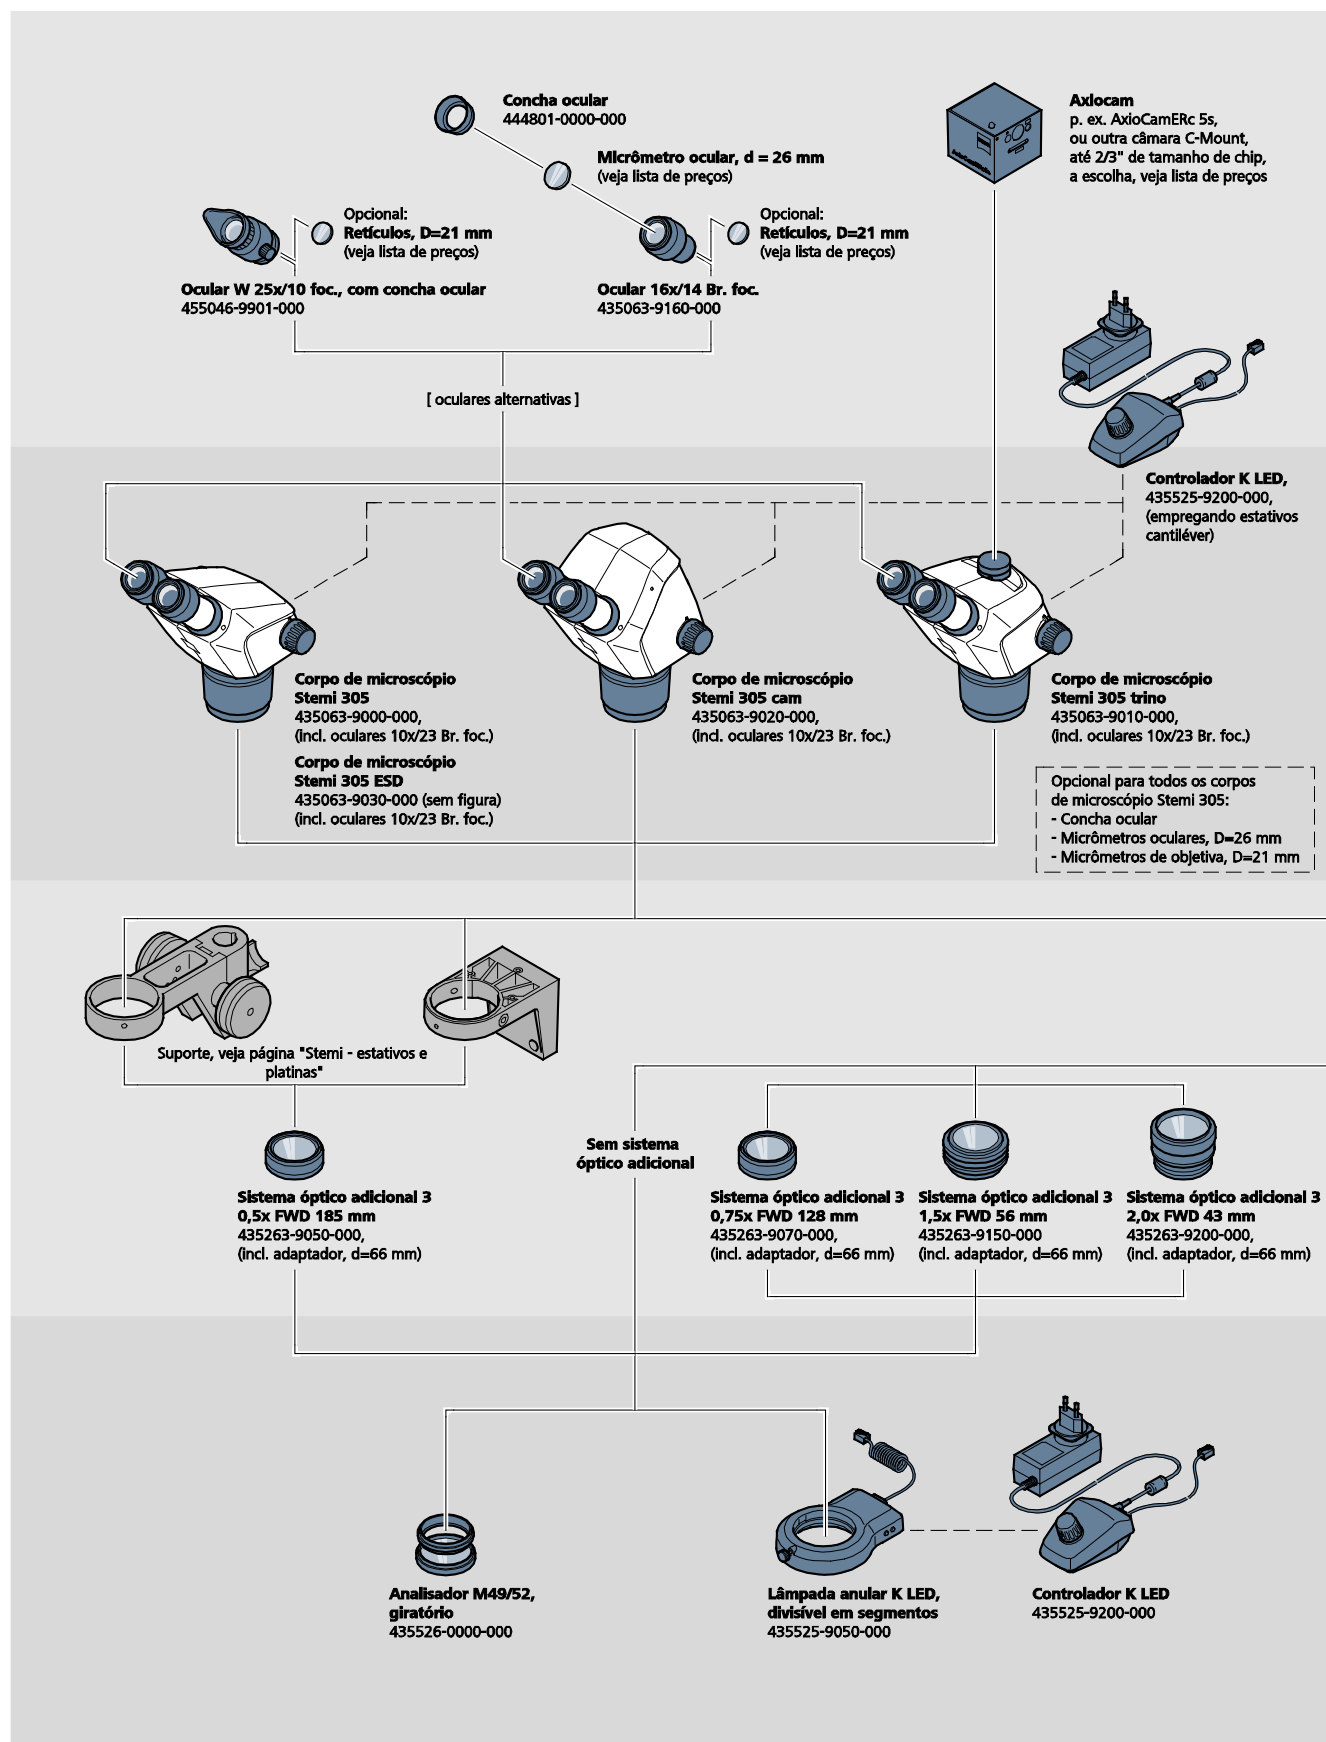 Concha ocular
444801-0000-000
Micrômetro ocular, d = 26 mm
(veja lista de preços)
Axiocam
p. ex. AxioCamERc 5s,
ou outra câmara C-Mount,
até 2/3" de tamanho de chip,
a escolha, veja lista de preços
Opcional:
Retículos, D=21 mm
(veja lista de preços)
Opcional:
Retículos, D=21 mm
(veja lista de preços)
Ocular W 25x/10 foc., com concha ocular
455046-9901-000
Ocular 16x/14 Br. foc.
435063-9160-000
[ oculares alternativas ]
Controlador K LED,
435525-9200-000,
(empregando estativos
cantiléver)
Corpo de microscópio
Stemi 305
435063-9000-000,
(incl. oculares 10x/23 Br. foc.)
Corpo de microscópio
Stemi 305 ESD
435063-9030-000 (sem figura)
(incl. oculares 10x/23 Br. foc.)
Corpo de microscópio
Stemi 305 cam
435063-9020-000,
(incl. oculares 10x/23 Br. foc.)
Corpo de microscópio
Stemi 305 trino
435063-9010-000,
(incl. oculares 10x/23 Br. foc.)
Opcional para todos os corpos
de microscópio Stemi 305:
- Concha ocular
- Micrômetros oculares, D=26 mm
- Micrômetros de objetiva, D=21 mm
Suporte, veja página "Stemi - estativos e
platinas"
Sem sistema
óptico adicional
Sistema óptico adicional 3
0,5x FWD 185 mm
435263-9050-000,
(incl. adaptador, d=66 mm)
Sistema óptico adicional 3
0,75x FWD 128 mm
435263-9070-000,
(incl. adaptador, d=66 mm)
Sistema óptico adicional 3
1,5x FWD 56 mm
435263-9150-000
(incl. adaptador, d=66 mm)
Sistema óptico adicional 3
2,0x FWD 43 mm
435263-9200-000,
(incl. adaptador, d=66 mm)
Analisador M49/52,
giratório
435526-0000-000
Lâmpada anular K LED,
divisível em segmentos
435525-9050-000
Controlador K LED
435525-9200-000